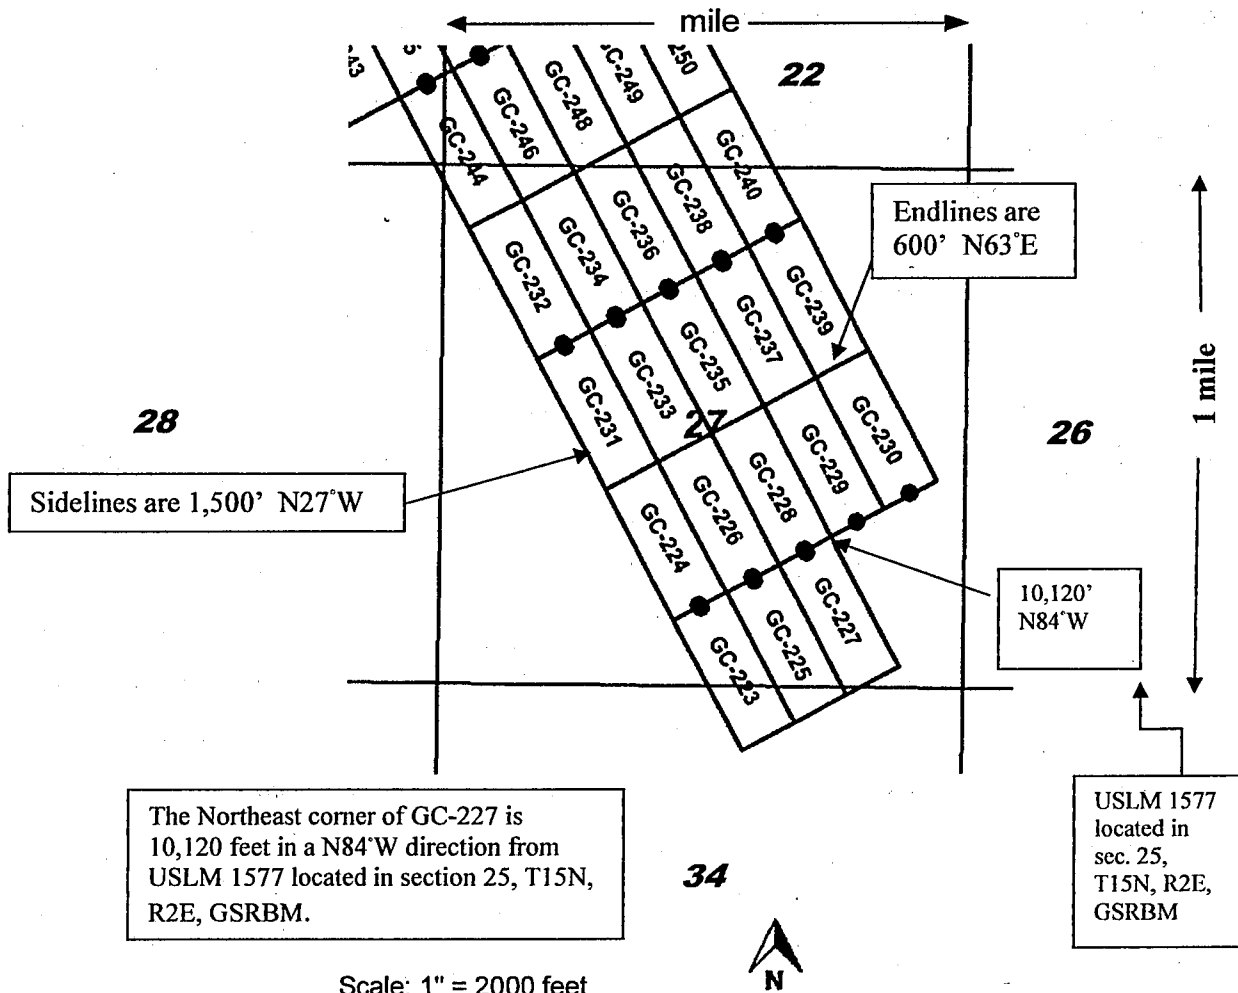 mile
43
GC-249
250
22
GC-248
GC-246
GC-244
GC-240
GC-238
GC-236
GC-234
GC-232
Endlines are
600' N63°E
GC-239
GC-237
GC-235
GC-233
GC-231
1 mile
28
27
26
GC-230
GC-229
GC-228
GC-226
GC-224
Sidelines are 1,500' N27°W
10,120'
N84°W
GC-227
GC-225
GC-223
The Northeast corner of GC-227 is
10,120 feet in a N84°W direction from
USLM 1577 located in section 25, T15N,
R2E, GSRBM.
34
USLM 1577
located in
sec. 25,
T15N, R2E,
GSRBM
N
Scale: 1" = 2000 feet